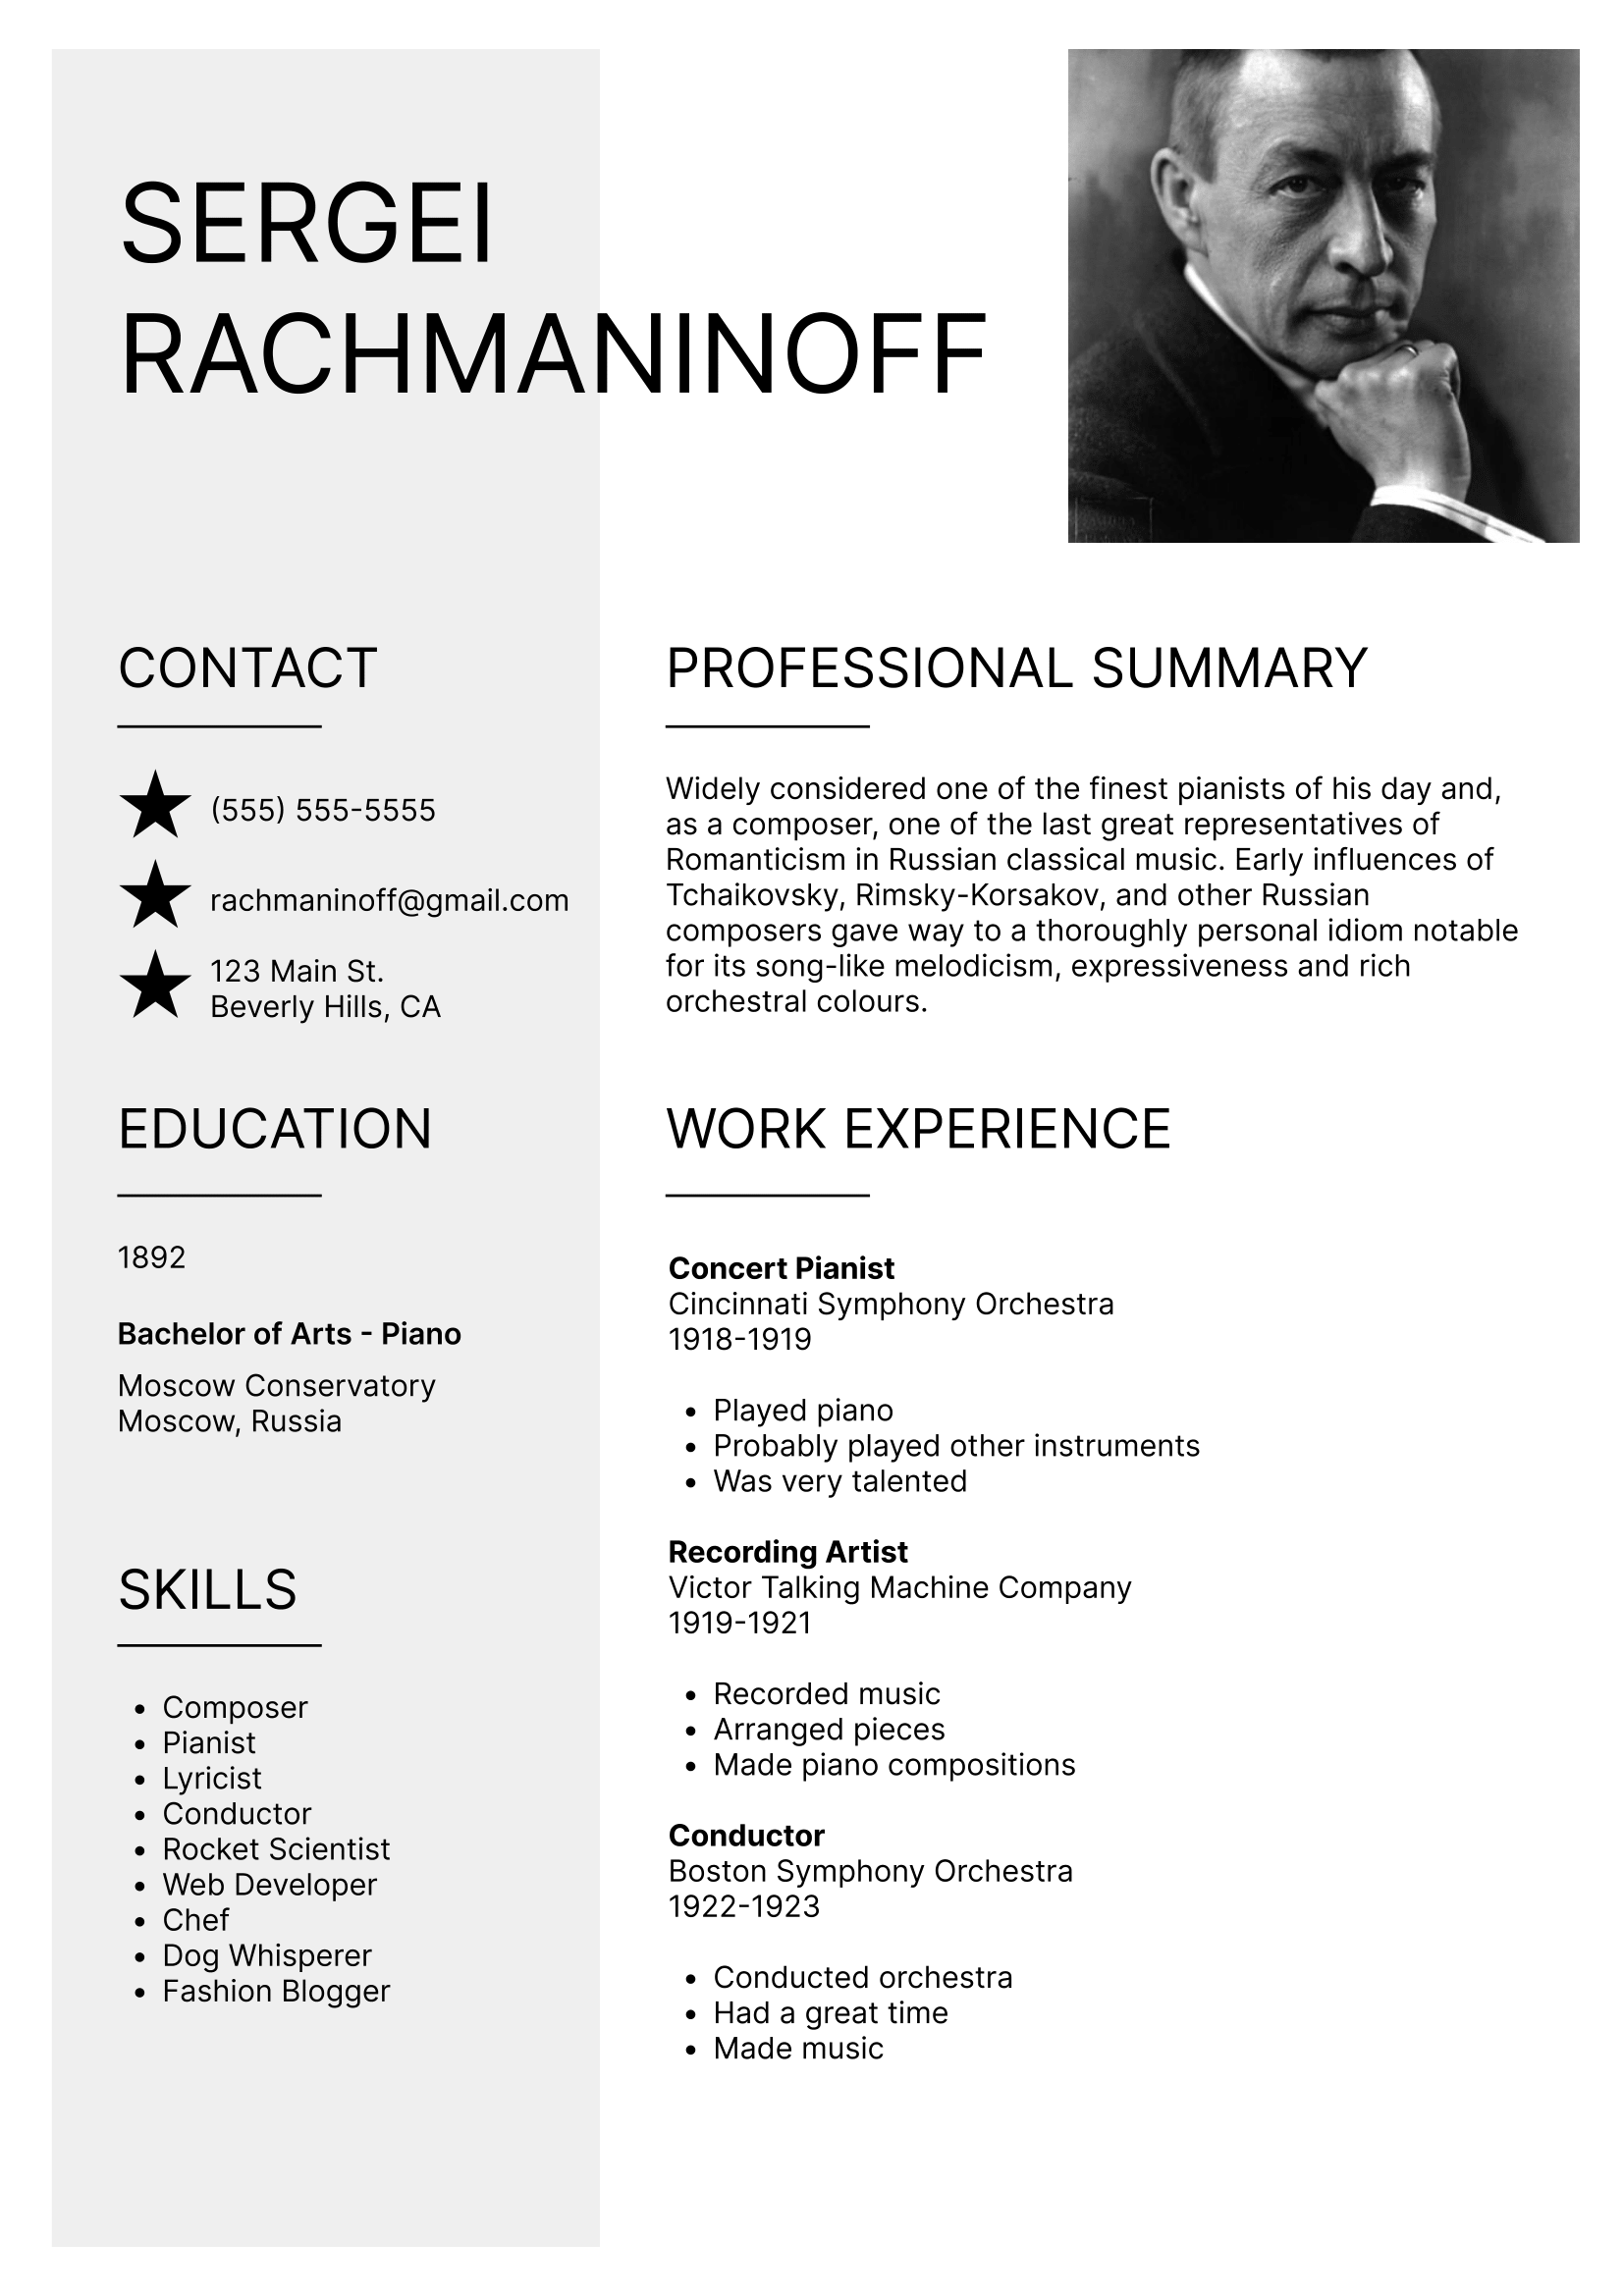 SERGEI
RACHMANINOFF
CONTACT
(555) 555-5555
rachmaninoff@gmail.com
123 Main St.
Beverly Hills, CA
EDUCATION
1892
Bachelor of Arts - Piano
Moscow Conservatory
Moscow, Russia
SKILLS
• Composer
• Pianist
• Lyricist
• Conductor
• Rocket Scientist
• Web Developer
• Chef
• Dog Whisperer
• Fashion Blogger
PROFESSIONAL SUMMARY
Widely considered one of the finest pianists of his day and,
as a composer, one of the last great representatives of
Romanticism in Russian classical music. Early influences of
Tchaikovsky, Rimsky-Korsakov, and other Russian
composers gave way to a thoroughly personal idiom notable
for its song-like melodicism, expressiveness and rich
orchestral colours.
WORK EXPERIENCE
Concert Pianist
Cincinnati Symphony Orchestra
1918-1919
• Played piano
• Probably played other instruments
• Was very talented
Recording Artist
Victor Talking Machine Company
1919-1921
• Recorded music
• Arranged pieces
• Made piano compositions
Conductor
Boston Symphony Orchestra
1922-1923
• Conducted orchestra
• Had a great time
• Made music